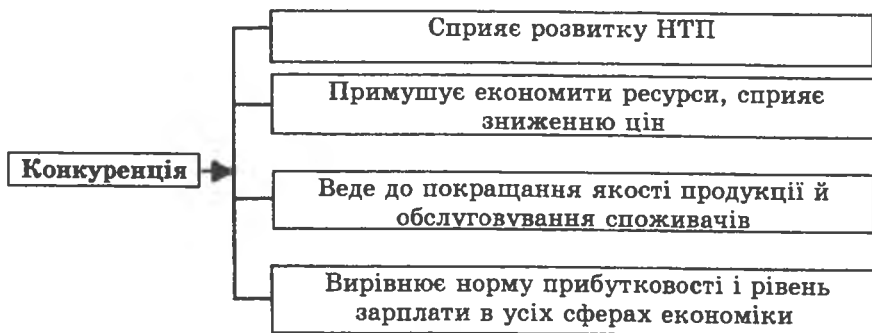 Сприяє розвитку НТП
Примушує економити ресурси, сприяє
зниженню цін
Конкуренція
Веде до покращання якості продукції й
обслуговування споживачів
Вирівнює норму прибутковості і рівень
зарплати в усіх сферах економіки